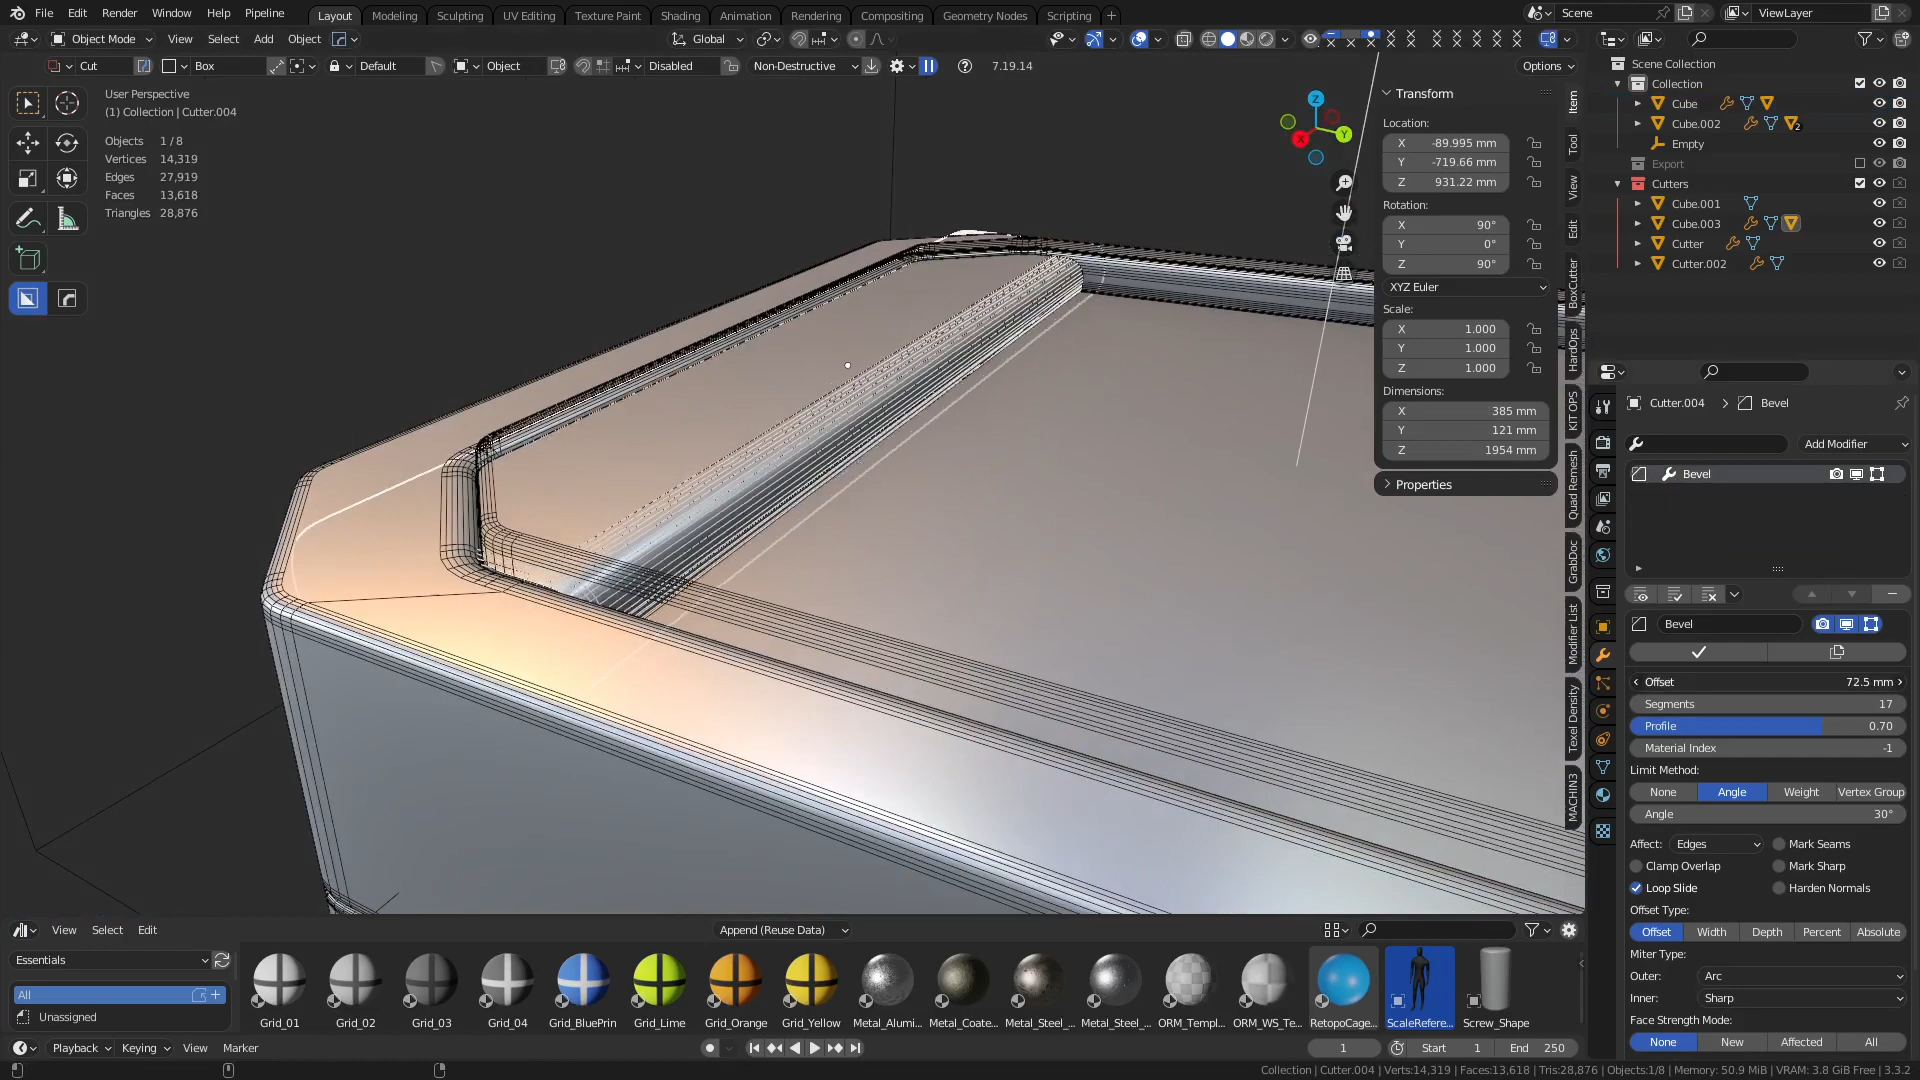 File Edit Render Window Help Pipeline Layout Modeling Sculpting UV Editing Texture Paint Shading Animation Rendering Compositing Geometry Nodes Scripting + Scene ViewLayer
Object Mode View Select Add Object Global
Cut Box Default Object Disabled Non-Destructive 7.19.14 Options
User Perspective
(1) Collection | Cutter.004
Objects 1 / 8
Vertices 14,319
Edges 27,919
Faces 13,618
Triangles 28,876
Z
Y
X
Transform
Location:
X -89.995 mm
Y -719.66 mm
Z 931.22 mm
Rotation:
X 90°
Y 0°
Z 90°
XYZ Euler
Scale:
X 1.000
Y 1.000
Z 1.000
Dimensions:
X 385 mm
Y 121 mm
Z 1954 mm
Properties
Item
Tool
View
Edit
BoxCutter
HardOps
KIT OPS
Quad Remesh
GrabDoc
Modifier List
Texel Density
MACHIN3
Scene Collection
Collection
Cube
Cube.002 2
Empty
Export
Cutters
Cube.001
Cube.003
Cutter
Cutter.002
Cutter.004 > Bevel
Add Modifier
Bevel
Bevel
Offset 72.5 mm
Segments 17
Profile 0.70
Material Index -1
Limit Method:
None Angle Weight Vertex Group
Angle 30°
Affect: Edges Mark Seams
Clamp Overlap Mark Sharp
Loop Slide Harden Normals
Offset Type:
Offset Width Depth Percent Absolute
Miter Type:
Outer: Arc
Inner: Sharp
Face Strength Mode:
None New Affected All
View Select Edit Append (Reuse Data)
Essentials
All
Unassigned
Grid_01 Grid_02 Grid_03 Grid_04 Grid_BluePrin Grid_Lime Grid_Orange Grid_Yellow Metal_Alumi... Metal_Coate... Metal_Steel_... Metal_Steel_... ORM_Templ... ORM_WS_Te... RetopoCage... ScaleRefere... Screw_Shape
Playback Keying View Marker 1 Start 1 End 250
Collection | Cutter.004 | Verts:14,319 | Faces:13,618 | Tris:28,876 | Objects:1/8 | Memory: 50.9 MiB | VRAM: 3.8 GiB Free | 3.3.2